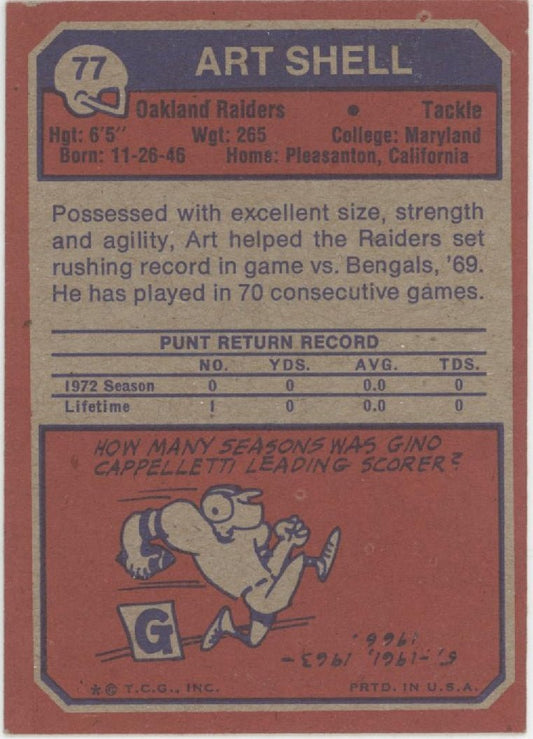 77
ART SHELL
Oakland Raiders • Tackle
Hgt: 6'5" Wgt: 265 College: Maryland
Born: 11-26-46 Home: Pleasanton, California
Possessed with excellent size, strength
and agility, Art helped the Raiders set
rushing record in game vs. Bengals, '69.
He has played in 70 consecutive games.
PUNT RETURN RECORD
NO. YDS. AVG. TDS.
1972 Season 0 0 0.0 0
Lifetime 1 0 0.0 0
HOW MANY SEASONS WAS GINO
CAPPELLETTI LEADING SCORER?
G
5,-1961, 1963-
1966.
*© T.C.G., INC. PRTD. IN U.S.A.